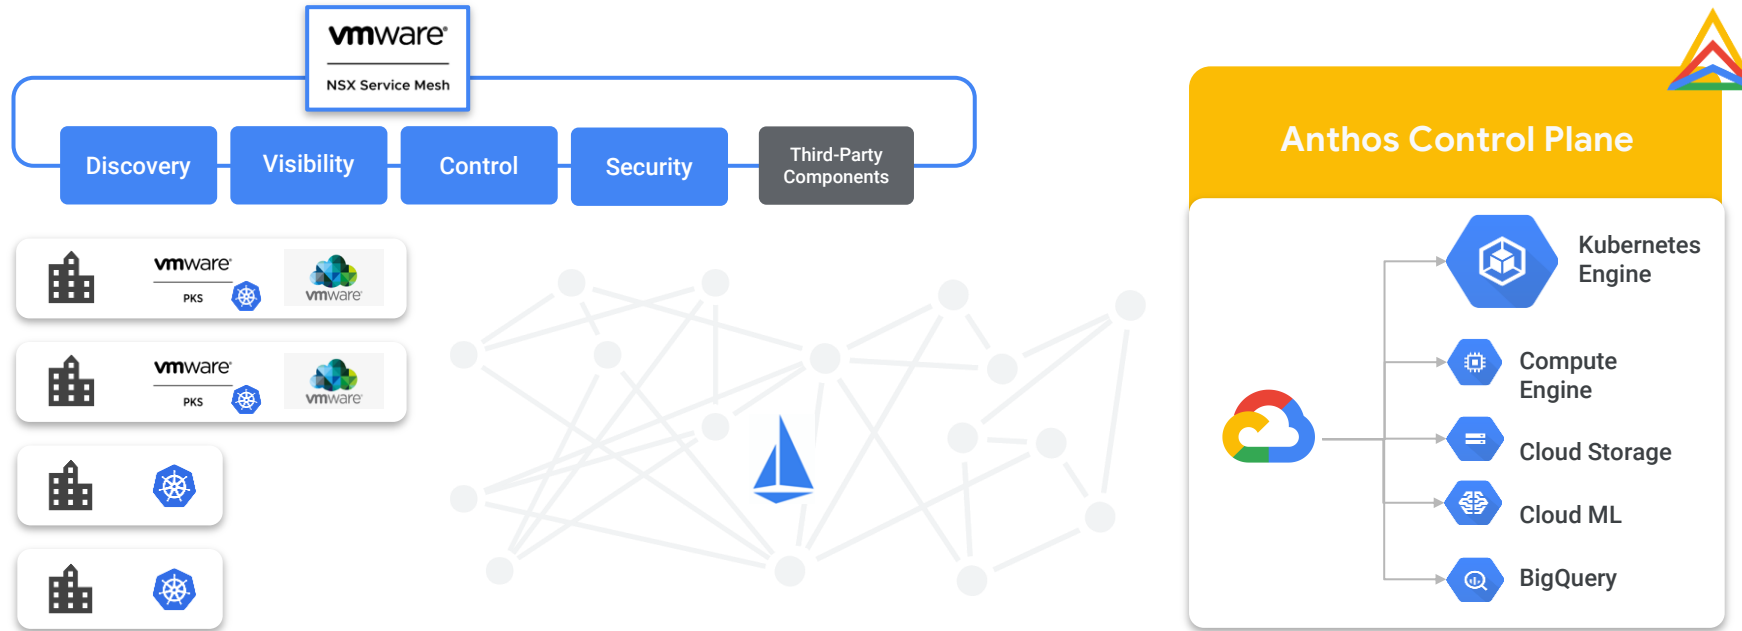 vmware®
NSX Service Mesh
Discovery
Visibility
Control
Security
Third-Party
Components
vmware®
PKS
vmware®
vmware®
PKS
vmware®
Anthos Control Plane
Kubernetes
Engine
Compute
Engine
Cloud Storage
Cloud ML
BigQuery